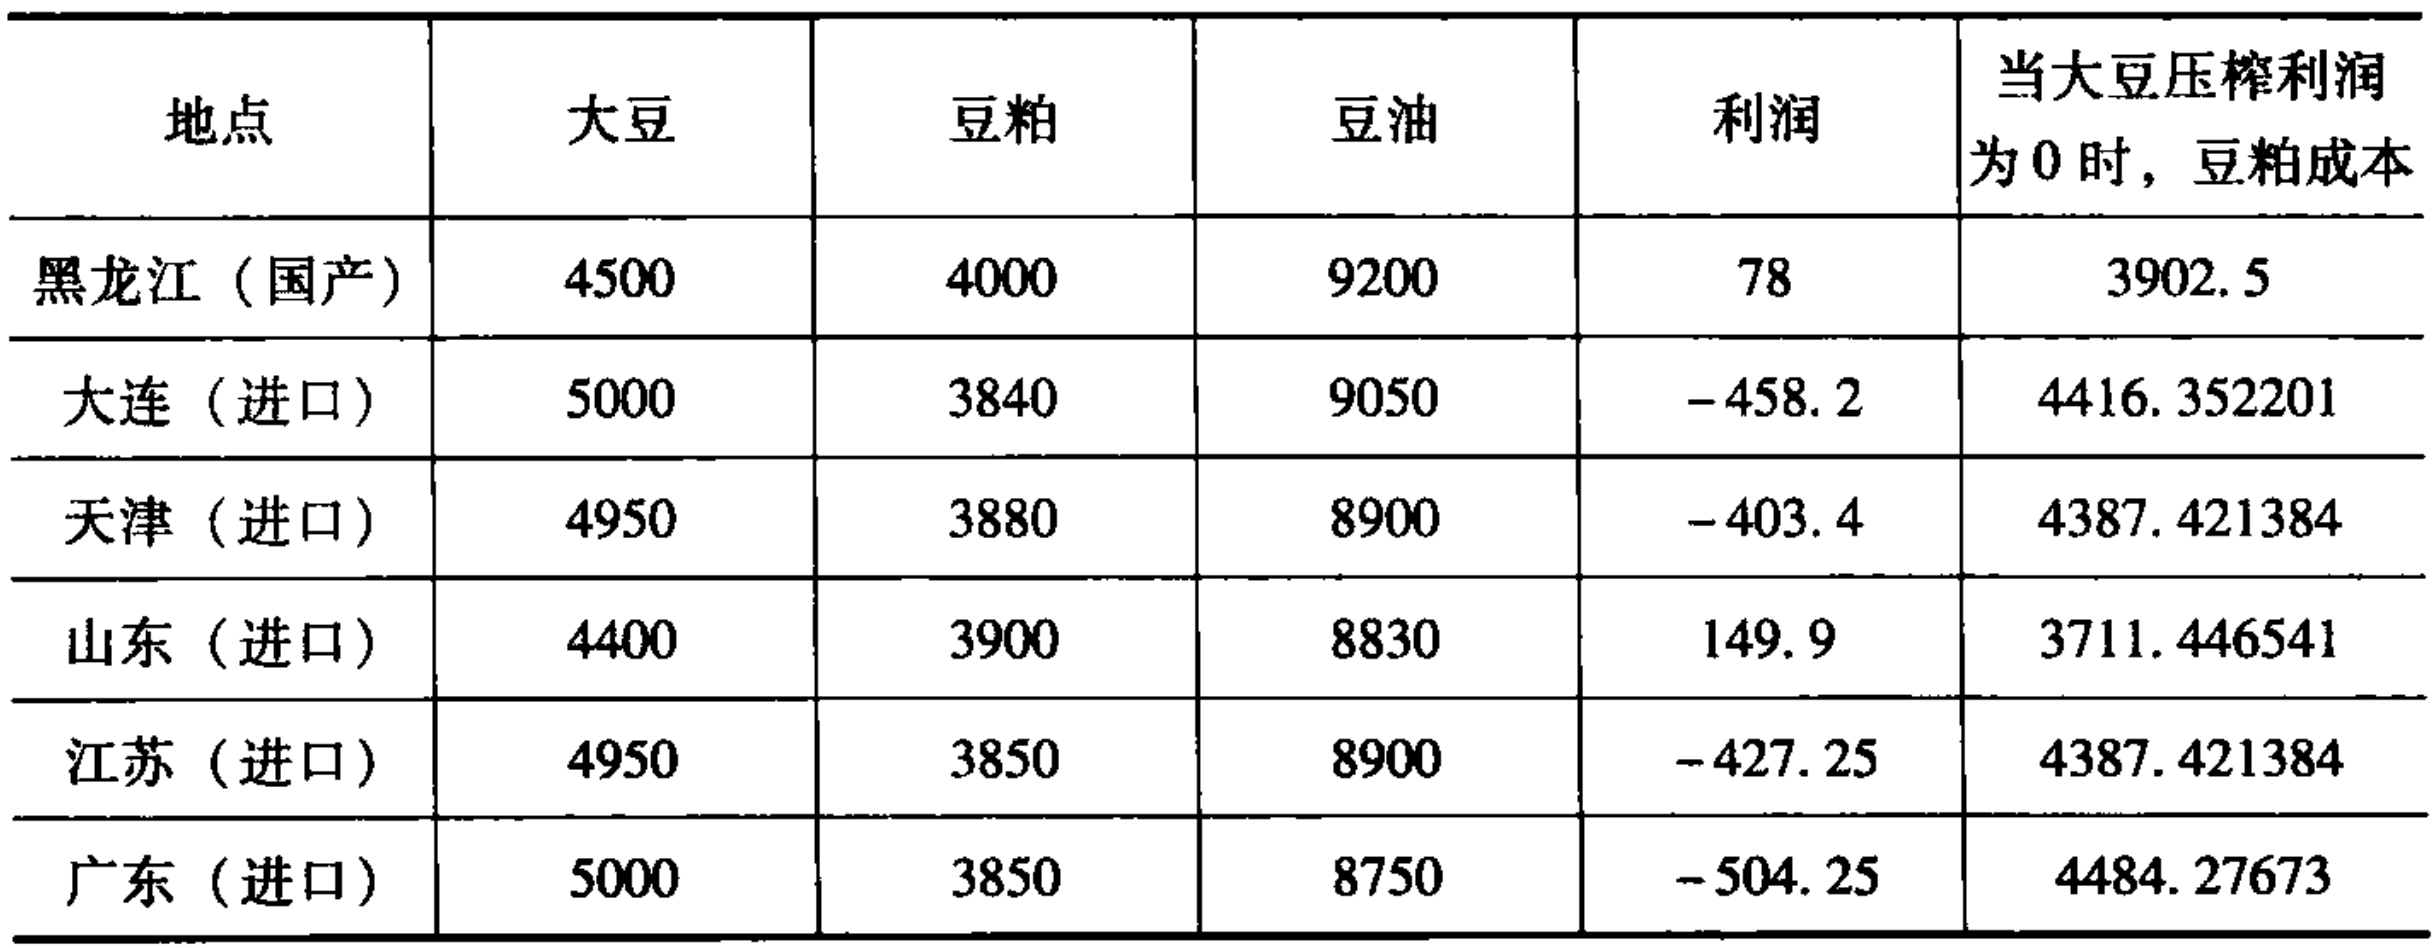 地点 大豆 豆粕 豆油 利润 当大豆压榨利润
为0时，豆粕成本
黑龙江（国产） 4500 4000 9200 78 3902.5
大连（进口） 5000 3840 9050 -458.2 4416.352201
天津（进口） 4950 3880 8900 -403.4 4387.421384
山东（进口） 4400 3900 8830 149.9 3711.446541
江苏（进口） 4950 3850 8900 -427.25 4387.421384
广东（进口） 5000 3850 8750 -504.25 4484.27673